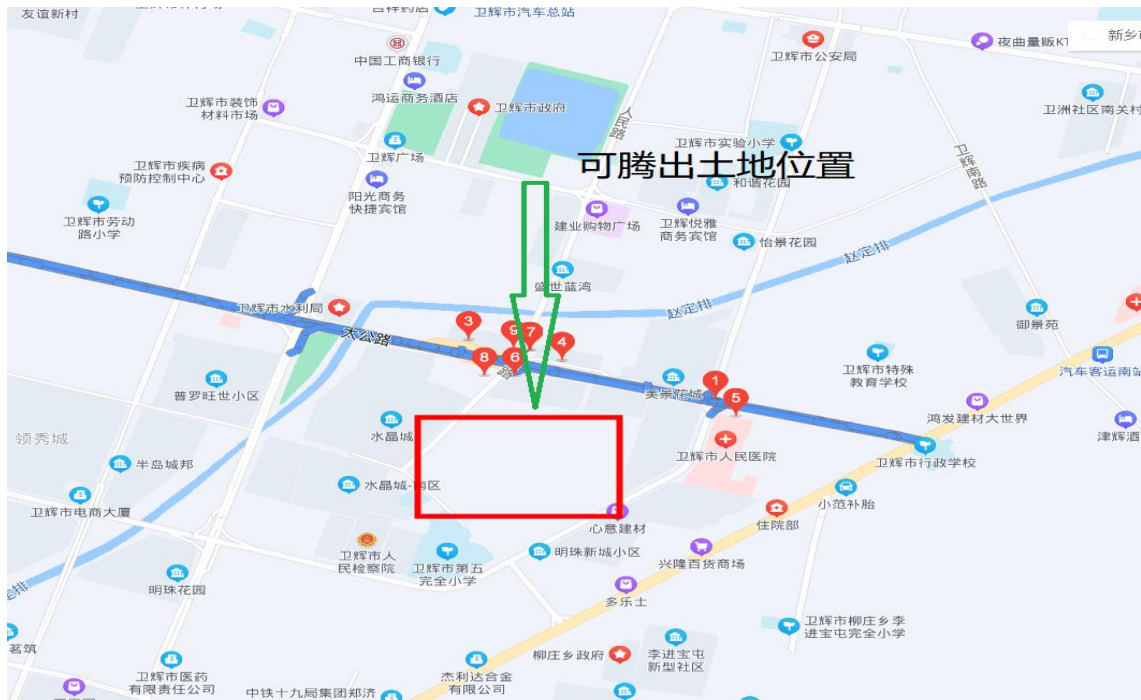 友谊新村
吉祥药店
卫辉市汽车总站
中国工商银行
卫辉市公安局
夜曲量贩KT
新乡市
鸿运商务酒店
卫辉市装饰
材料市场
卫辉市政府
人民路
卫洲社区南关村
卫辉广场
卫辉市实验小学
卫辉南路
可腾出土地位置
卫辉市疾病
预防控制中心
阳光商务
快捷宾馆
和谐花园
卫辉市劳动
路小学
建业购物广场
卫辉悦雅
商务宾馆
怡景花园
赵定排
盛世蓝湾
卫辉市水利局
赵定排
御景苑
太公路
3
9
7
4
8
6
路
卫辉市特殊
教育学校
汽车客运南站
普罗旺世小区
美景花城
1
5
鸿发建材大世界
津辉酒
领秀城
水晶城
半岛城邦
卫辉市人民医院
卫辉市行政学校
水晶城-南区
卫辉市电商大厦
小范补胎
心意建材
住院部
卫辉市人
民检察院
卫辉市第五
完全小学
明珠新城小区
兴隆百货商场
明珠花园
多乐士
卫辉市柳庄乡李
进宝屯完全小学
茗筑
柳庄乡政府
李进宝屯
新型社区
卫辉市医药
有限责任公司
杰利达合金
有限公司
中铁十九局集团郑济